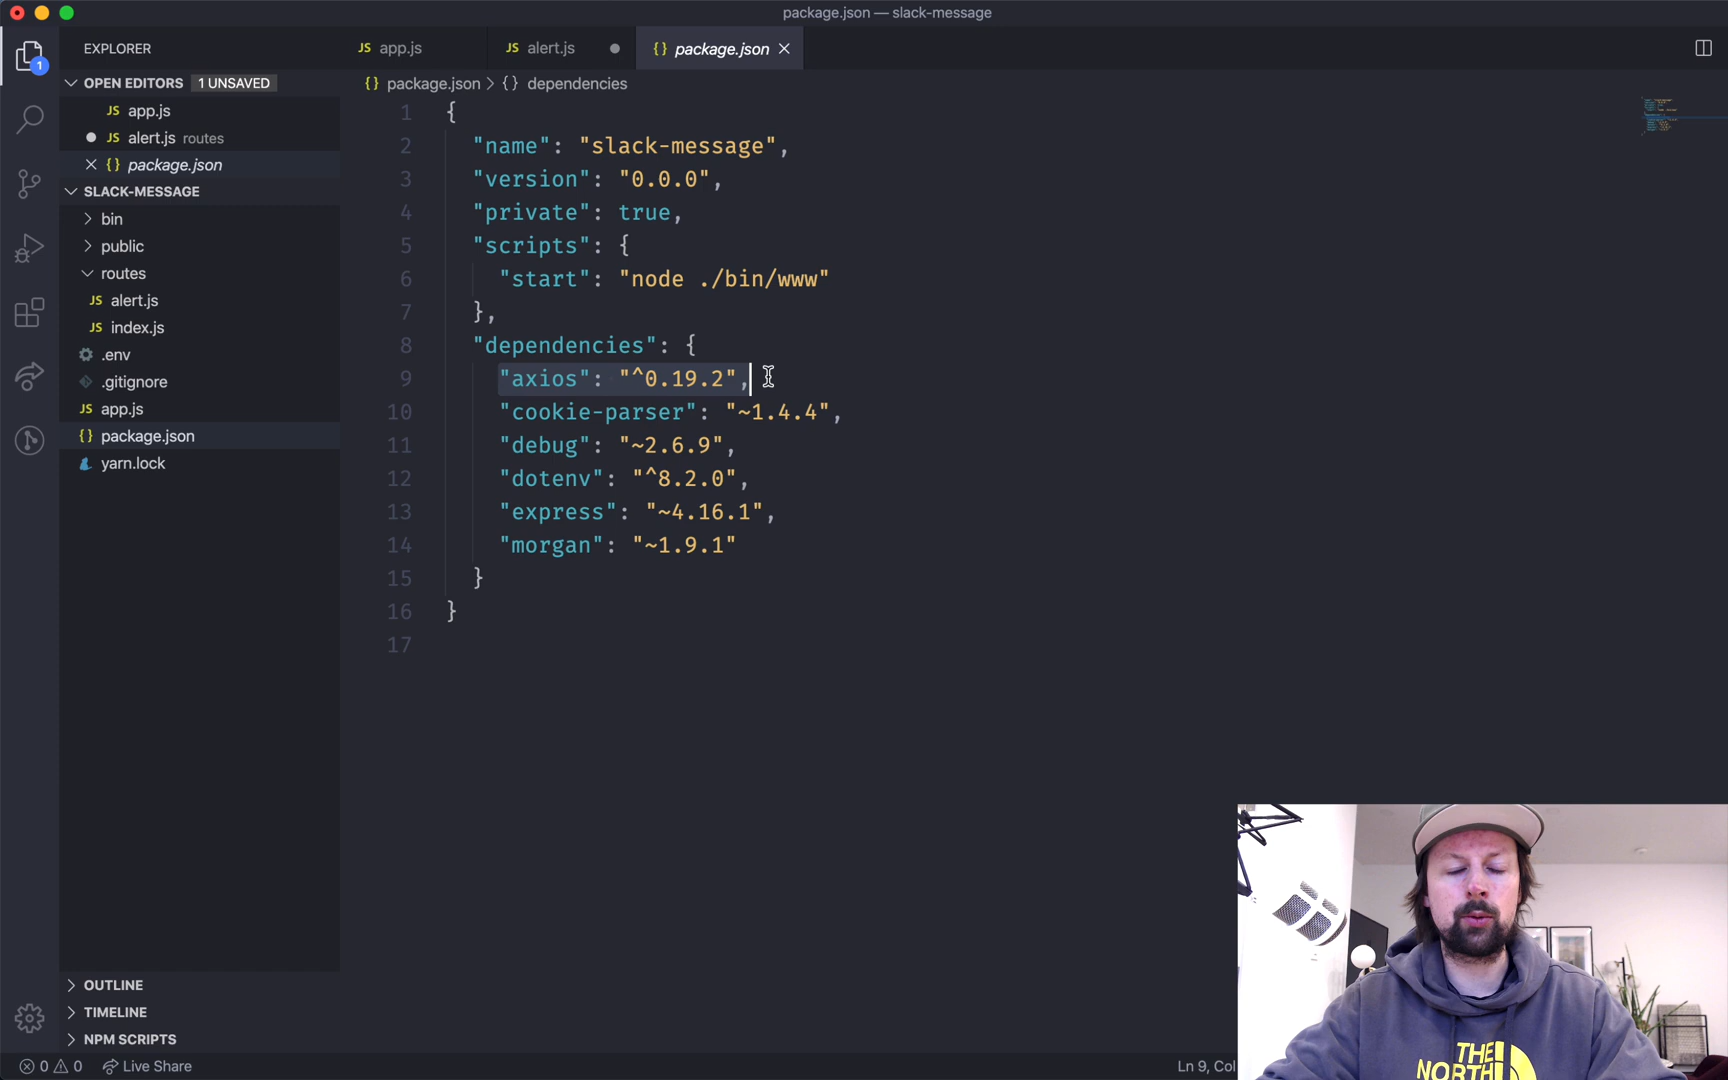 package.json — slack-message
EXPLORER
JS app.js
JS alert.js
{} package.json
OPEN EDITORS 1 UNSAVED
{} package.json > {} dependencies
JS app.js
JS alert.js routes
{} package.json
SLACK-MESSAGE
bin
public
routes
JS alert.js
JS index.js
.env
.gitignore
JS app.js
{} package.json
yarn.lock
1 {
2 "name": "slack-message",
3 "version": "0.0.0",
4 "private": true,
5 "scripts": {
6 "start": "node ./bin/www"
7 },
8 "dependencies": {
9 "axios": "^0.19.2",
10 "cookie-parser": "~1.4.4",
11 "debug": "~2.6.9",
12 "dotenv": "^8.2.0",
13 "express": "~4.16.1",
14 "morgan": "~1.9.1"
15 }
16 }
17
1
OUTLINE
TIMELINE
NPM SCRIPTS
0 0 Live Share
Ln 9, Col
THE
NORTH